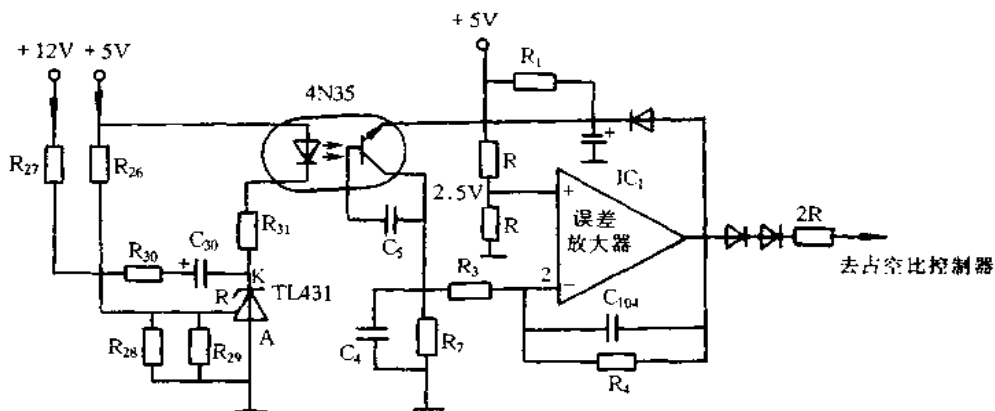 +12V
+5V
4N35
+5V
R1
R27
R26
R
2.5V
R
+
IC1
误差
放大器
2R
去占空比控制器
R31
C5
R30
+
C30
K
R
TL431
A
R3
2
−
C104
R4
R28
R29
C4
R7
+